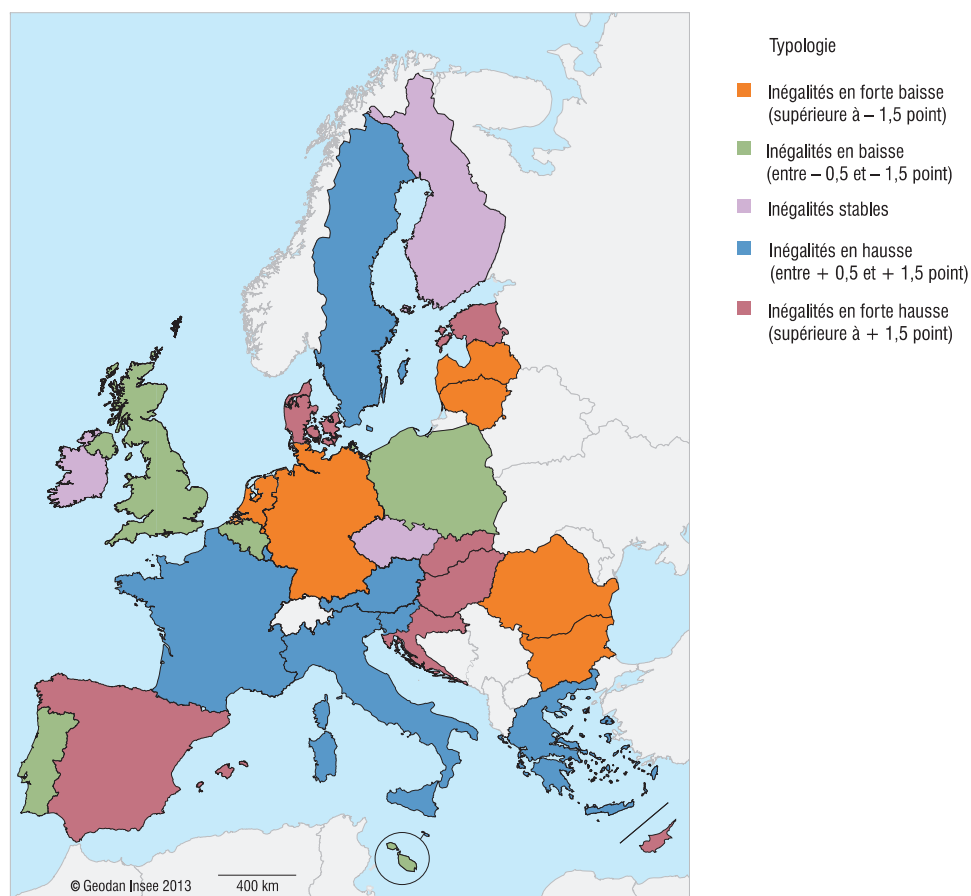 Typologie
Inégalités en forte baisse
(supérieure à – 1,5 point)
Inégalités en baisse
(entre – 0,5 et – 1,5 point)
Inégalités stables
Inégalités en hausse
(entre + 0,5 et + 1,5 point)
Inégalités en forte hausse
(supérieure à + 1,5 point)
© Geodan Insee 2013
400 km